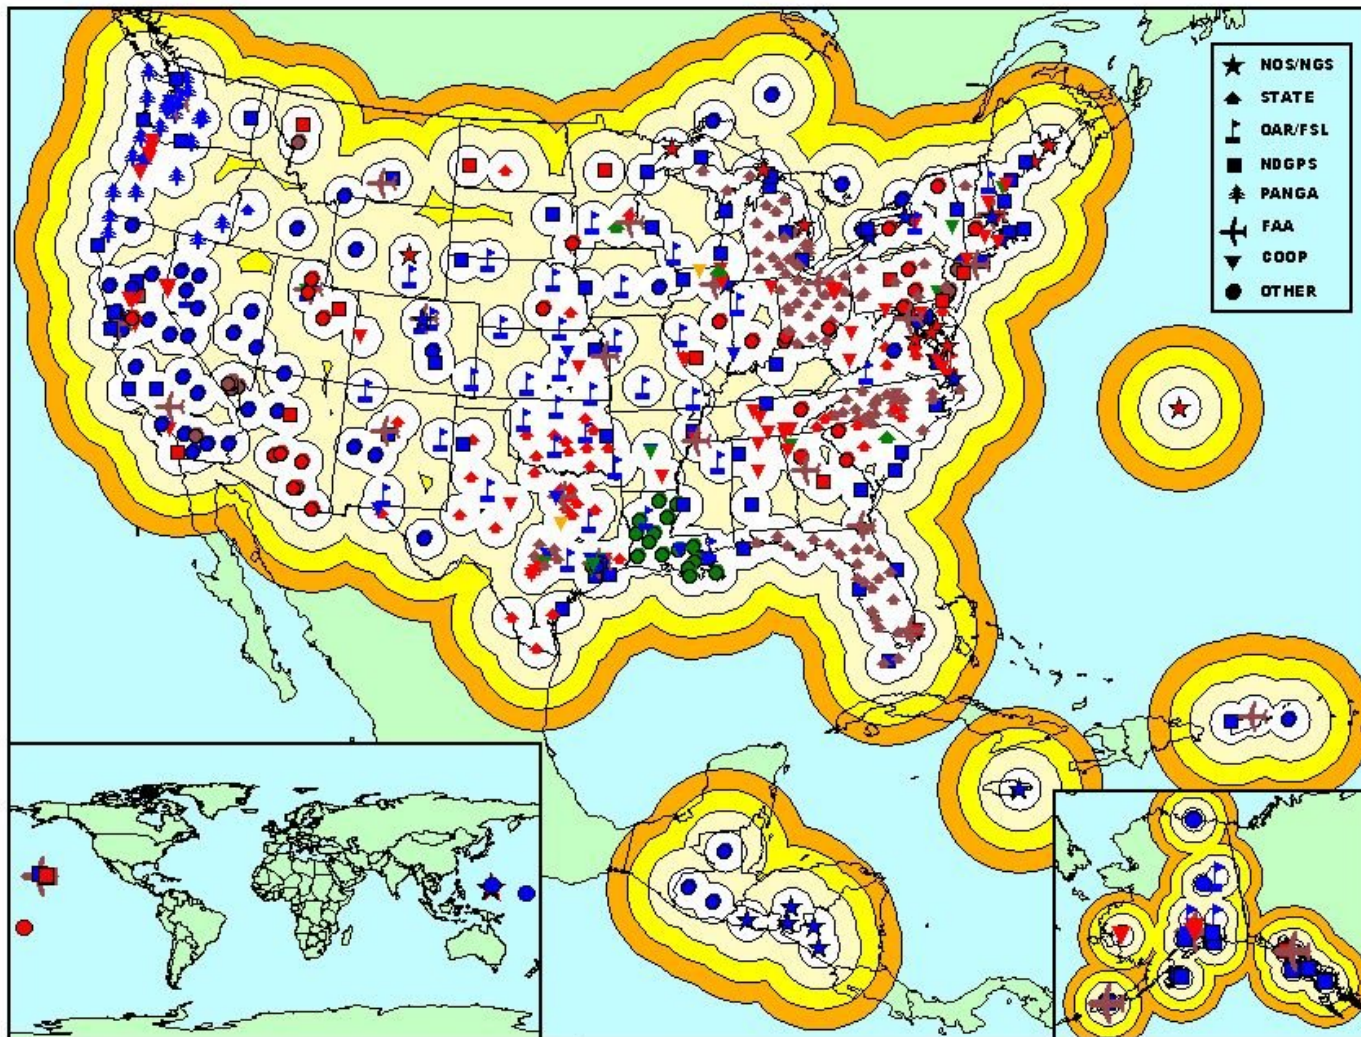 NOS/NGS
STATE
OAR/FSL
NDGPS
PANGA
FAA
COOP
OTHER